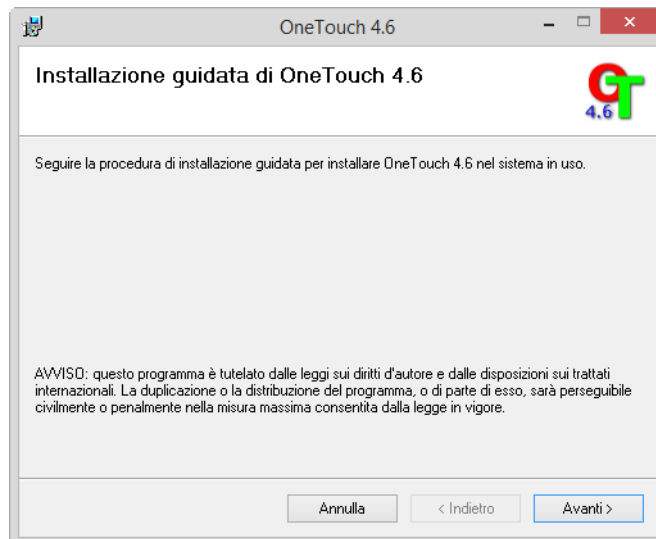 OneTouch 4.6
Installazione guidata di OneTouch 4.6
OT
4.6
Seguire la procedura di installazione guidata per installare OneTouch 4.6 nel sistema in uso.
AVVISO: questo programma è tutelato dalle leggi sui diritti d'autore e dalle disposizioni sui trattati
internazionali. La duplicazione o la distribuzione del programma, o di parte di esso, sarà perseguibile
civilmente o penalmente nella misura massima consentita dalla legge in vigore.
Annulla
< Indietro
Avanti >